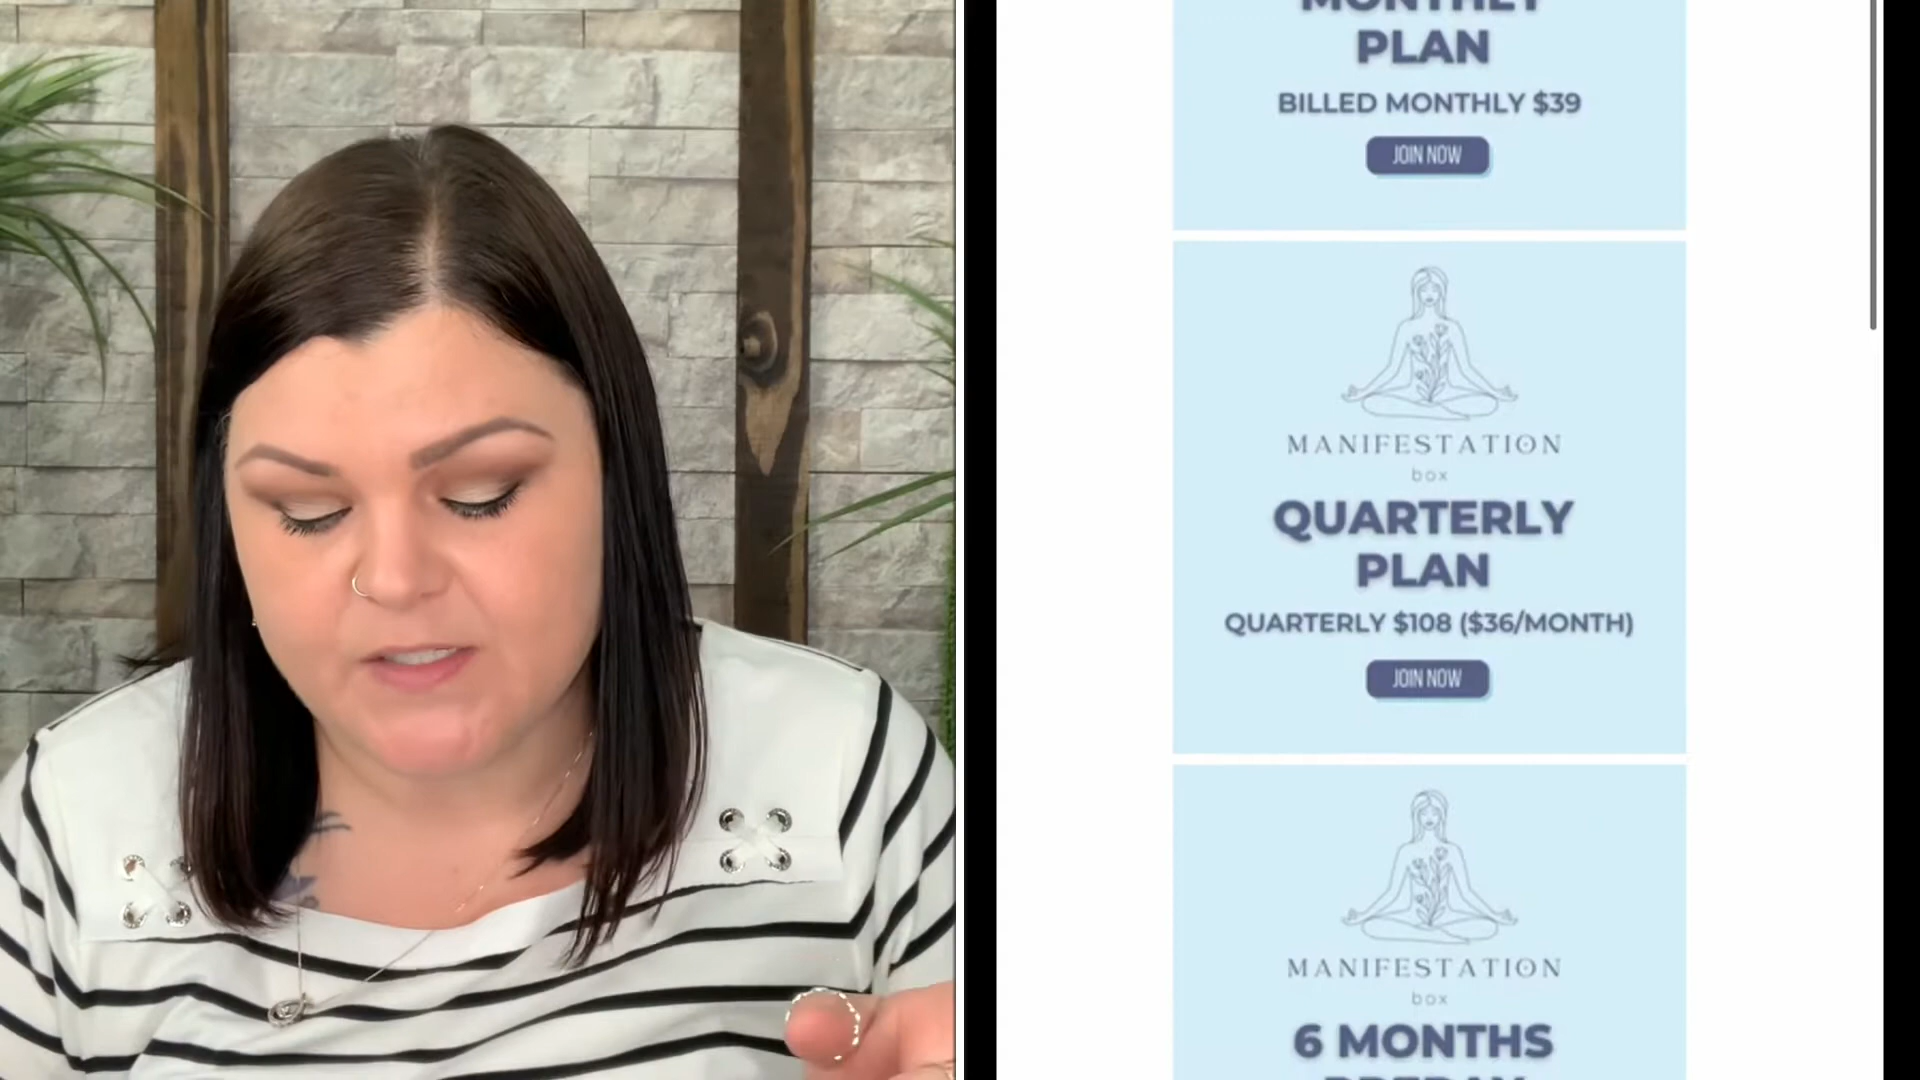 MONTHLY
PLAN
BILLED MONTHLY $39
JOIN NOW
MANIFESTATION
box
QUARTERLY
PLAN
QUARTERLY $108 ($36/MONTH)
JOIN NOW
MANIFESTATION
box
6 MONTHS